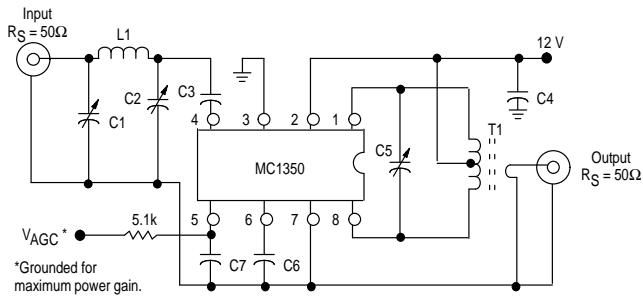 Input
RS = 50Ω
L1
12 V
C1
C2
C3
C4
4
3
2
1
MC1350
C5
T1
Output
RS = 50Ω
5
6
7
8
5.1k
VAGC *
C7
C6
*Grounded for
maximum power gain.